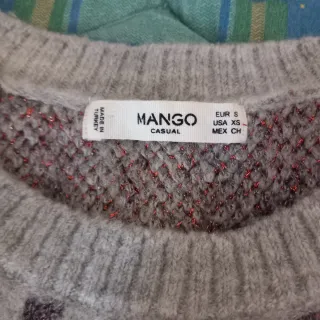 MADE IN
TURKEY
MANGO
CASUAL
EUR S
USA XS
MEX CH